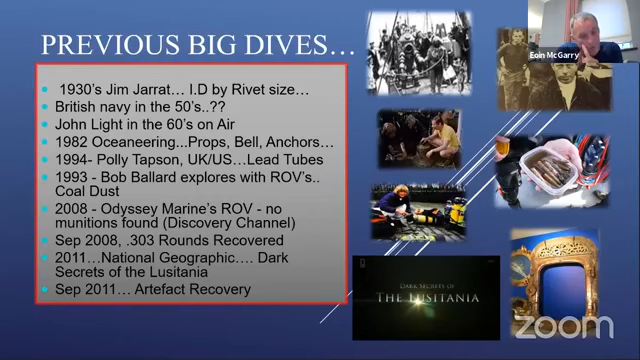 PREVIOUS BIG DIVES…
1930's Jim Jarrat… I.D by Rivet size…
British navy in the 50's..??
John Light in the 60's on Air
1982 Oceaneering...Props, Bell, Anchors…
1994- Polly Tapson, UK/US…Lead Tubes
1993 - Bob Ballard explores with ROV's..
Coal Dust
2008 - Odyssey Marine's ROV - no
munitions found (Discovery Channel)
Sep 2008, .303 Rounds Recovered
2011…National Geographic…. Dark
Secrets of the Lusitania
Sep 2011… Artefact Recovery
Eoin McGarry
DARK SECRETS OF
THE LUSITANIA
zoom